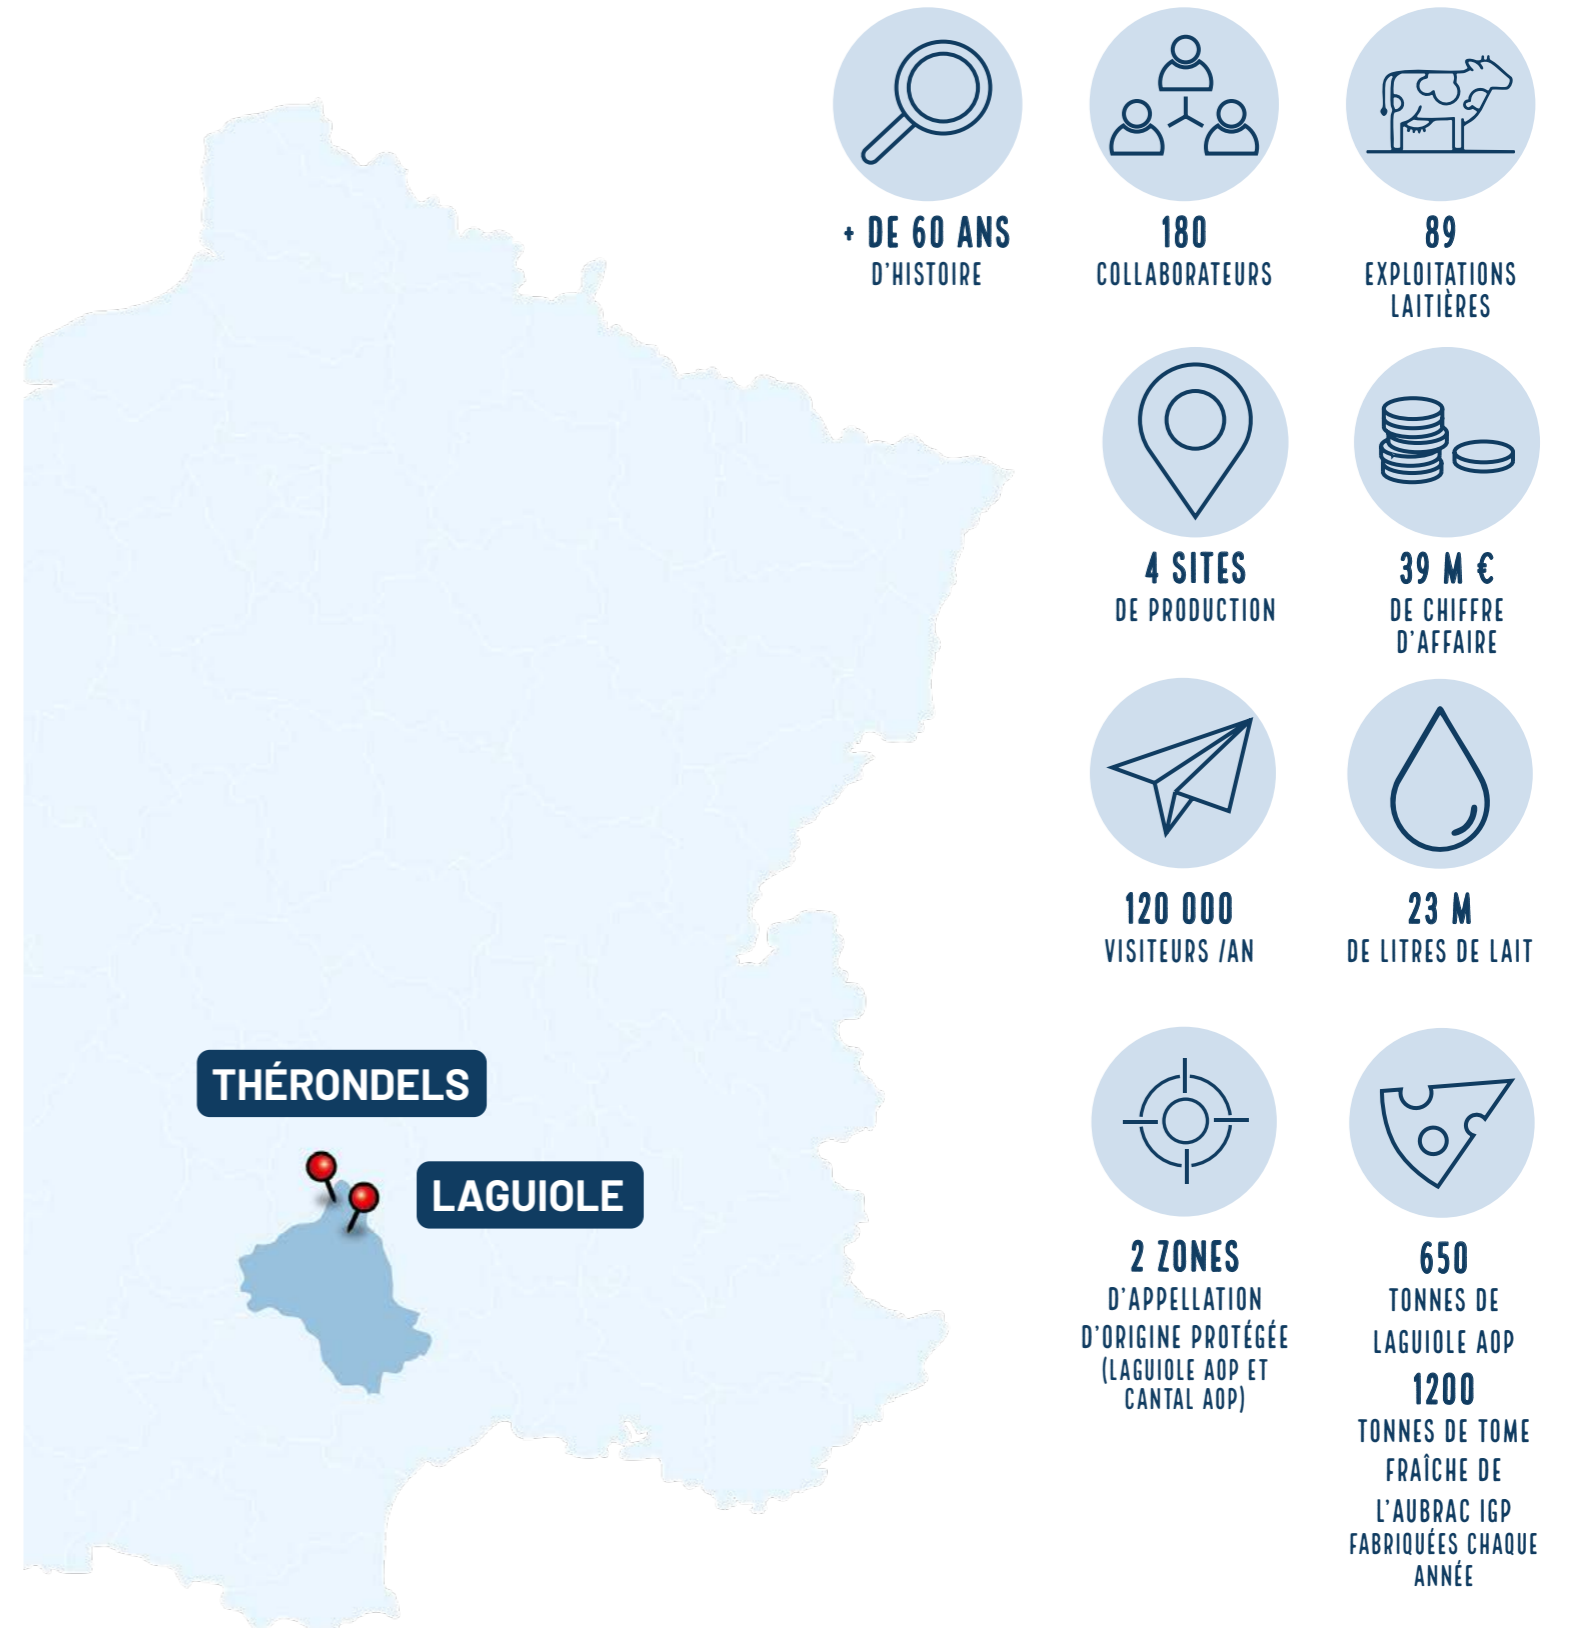 + DE 60 ANS
D'HISTOIRE
180
COLLABORATEURS
89
EXPLOITATIONS
LAITIÈRES
4 SITES
DE PRODUCTION
39 M €
DE CHIFFRE
D'AFFAIRE
120 000
VISITEURS /AN
23 M
DE LITRES DE LAIT
THÉRONDELS
LAGUIOLE
2 ZONES
D'APPELLATION
D'ORIGINE PROTÉGÉE
(LAGUIOLE AOP ET
CANTAL AOP)
650
TONNES DE
LAGUIOLE AOP
1200
TONNES DE TOME
FRAÎCHE DE
L'AUBRAC IGP
FABRIQUÉES CHAQUE
ANNÉE